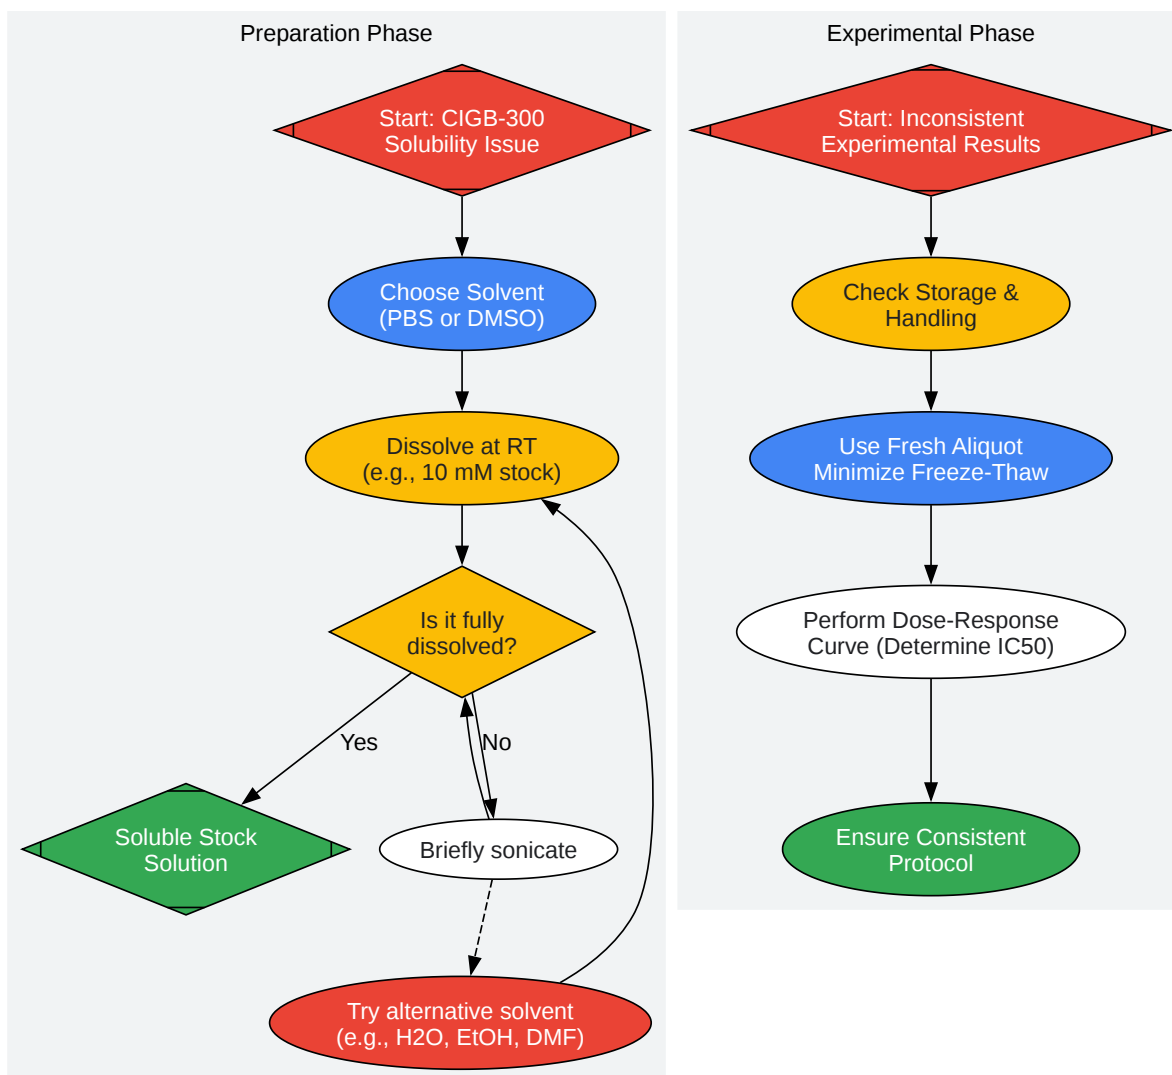 Preparation Phase
Start: CIGB-300
Solubility Issue
Choose Solvent
(PBS or DMSO)
Dissolve at RT
(e.g., 10 mM stock)
Is it fully
dissolved?
Yes
No
Soluble Stock
Solution
Briefly sonicate
Try alternative solvent
(e.g., H2O, EtOH, DMF)
Experimental Phase
Start: Inconsistent
Experimental Results
Check Storage &
Handling
Use Fresh Aliquot
Minimize Freeze-Thaw
Perform Dose-Response
Curve (Determine IC50)
Ensure Consistent
Protocol